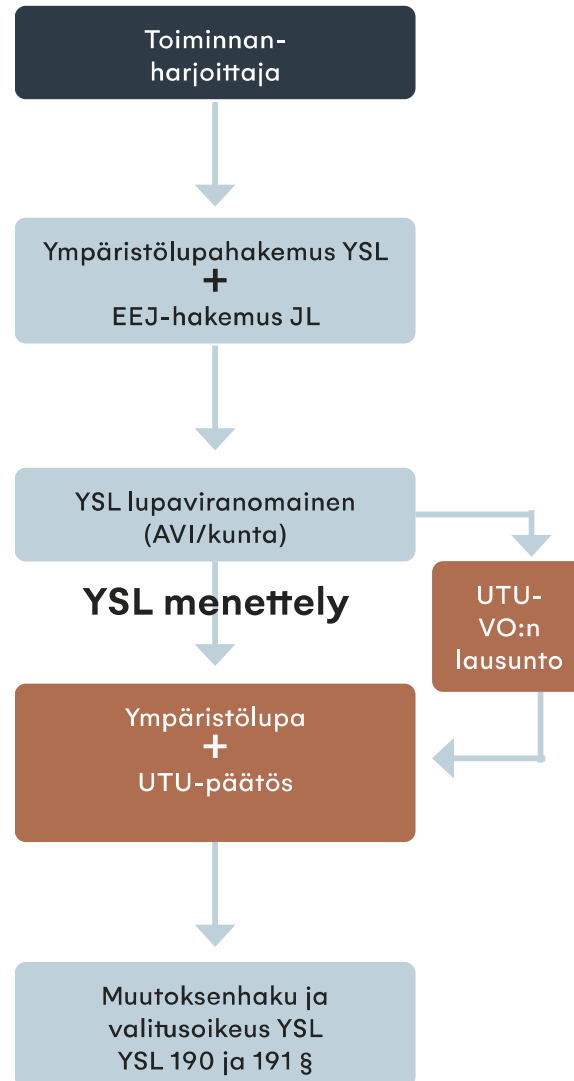 Toiminnan-
harjoittaja
Ympäristölupahakemus YSL
+
EEJ-hakemus JL
YSL lupaviranomainen
(AVI/kunta)
YSL menettely
UTU-
VO:n
lausunto
Ympäristölupa
+
UTU-päätös
Muutoksenhaku ja
valitusoikeus YSL
YSL 190 ja 191 §